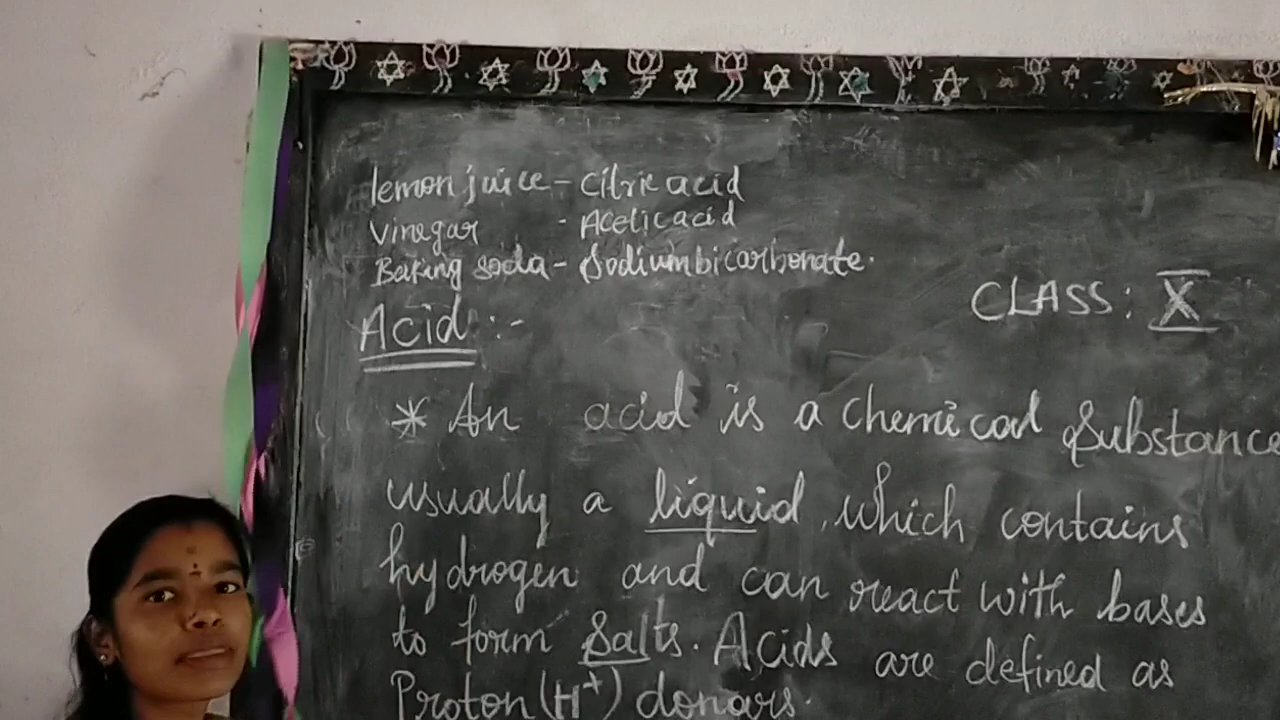 lemon juice - Citric acid
vinegar - Acetic acid
Baking soda - Sodium bicarbonate.
CLASS: X
Acid :-
* An acid is a chemical Substance
usually a liquid, which contains
hydrogen and can react with bases
to form Salts. Acids are defined as
Proton (H+) donars.